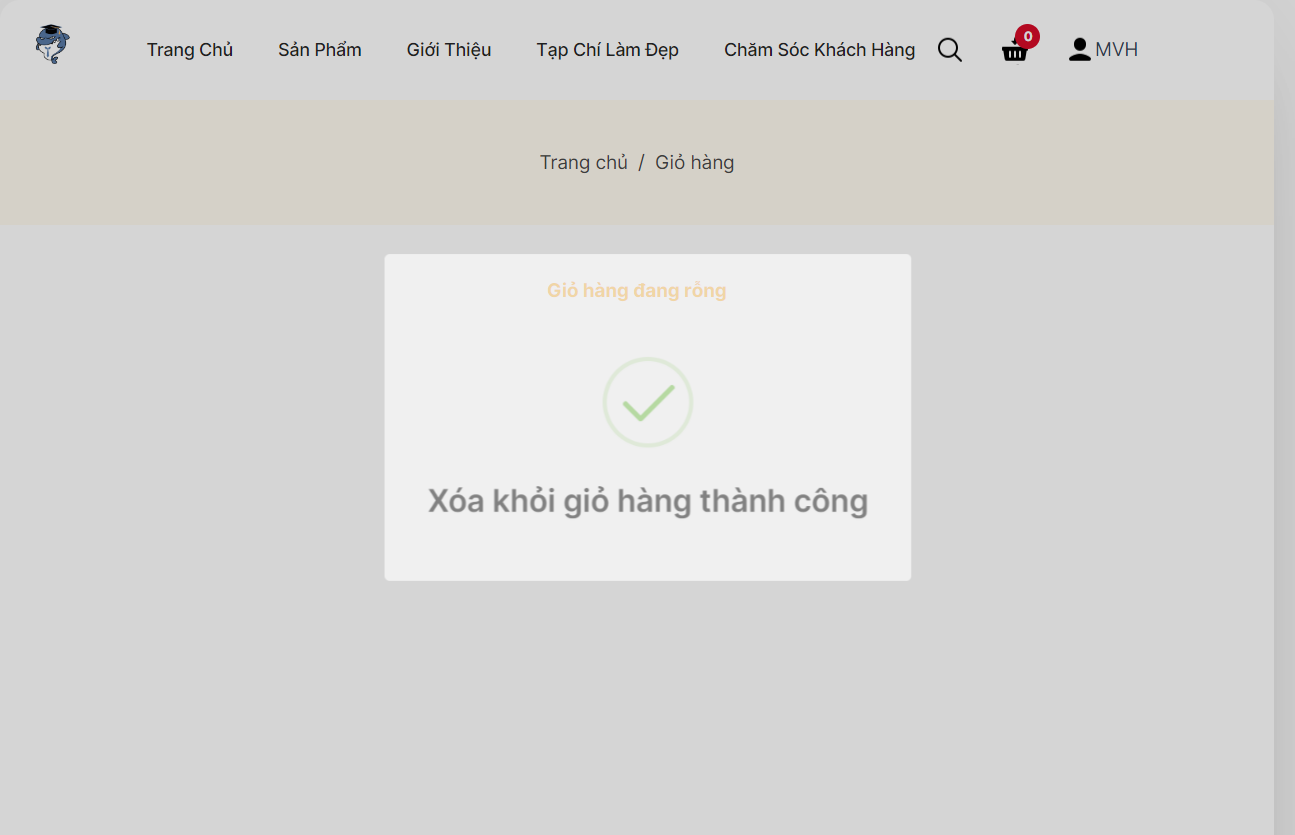 Trang Chủ Sản Phẩm Giới Thiệu Tạp Chí Làm Đẹp Chăm Sóc Khách Hàng 0 MVH
Trang chủ / Giỏ hàng
Giỏ hàng đang rỗng
Xóa khỏi giỏ hàng thành công